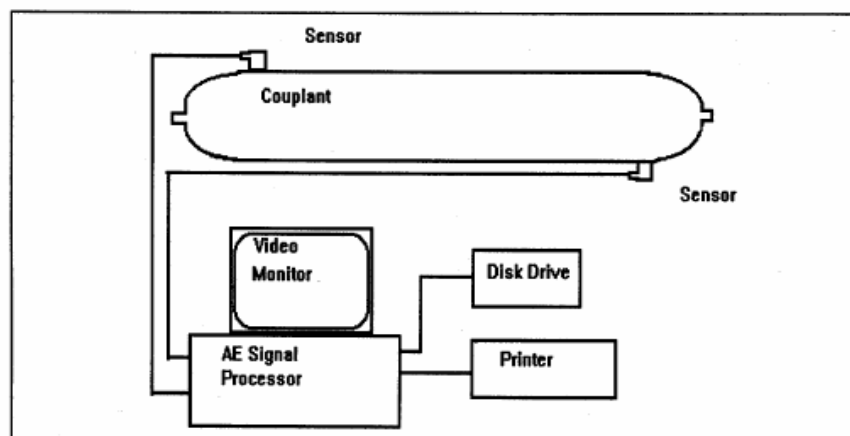 Sensor
Couplant
Sensor
Video
Monitor
Disk Drive
AE Signal
Processor
Printer